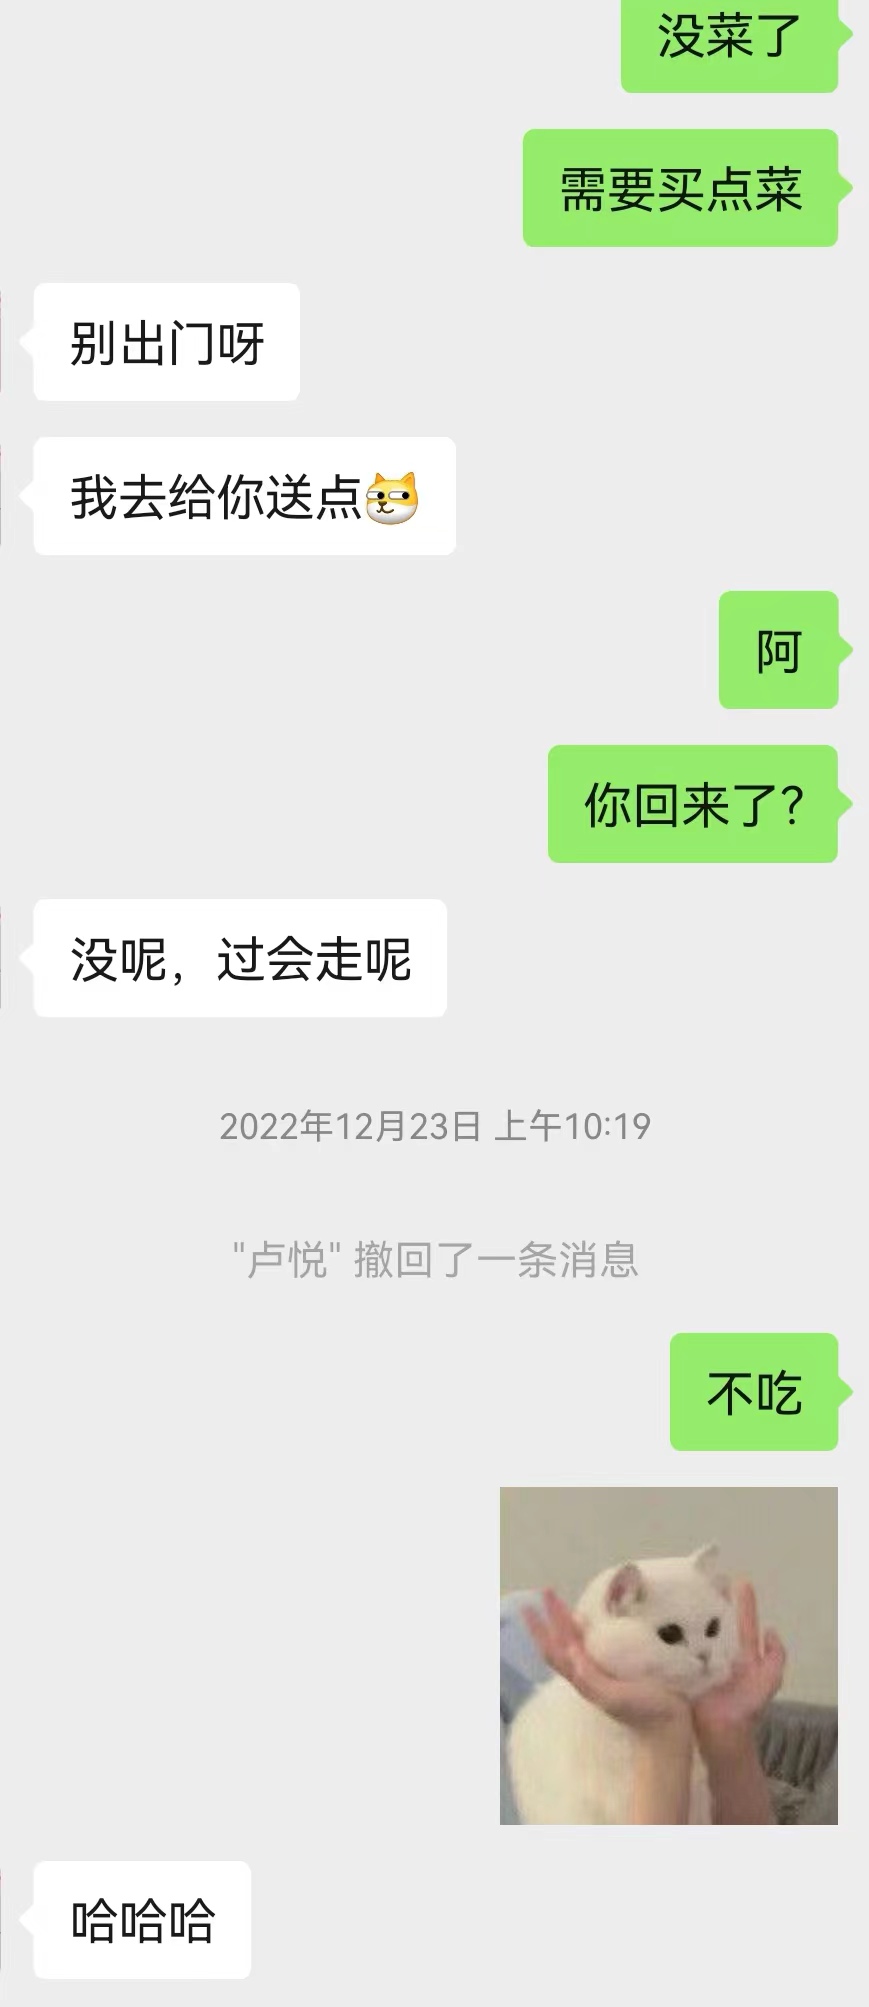 没菜了
需要买点菜
别出门呀
我去给你送点
阿
你回来了?
没呢，过会走呢
2022年12月23日 上午10:19
"卢悦" 撤回了一条消息
不吃
哈哈哈